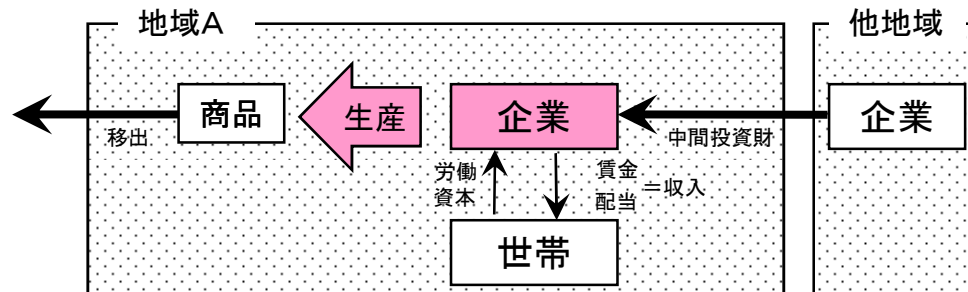 地域A
他地域
商品
生産
企業
企業
移出
中間投資財
労働
資本
賃金
配当
＝収入
世帯